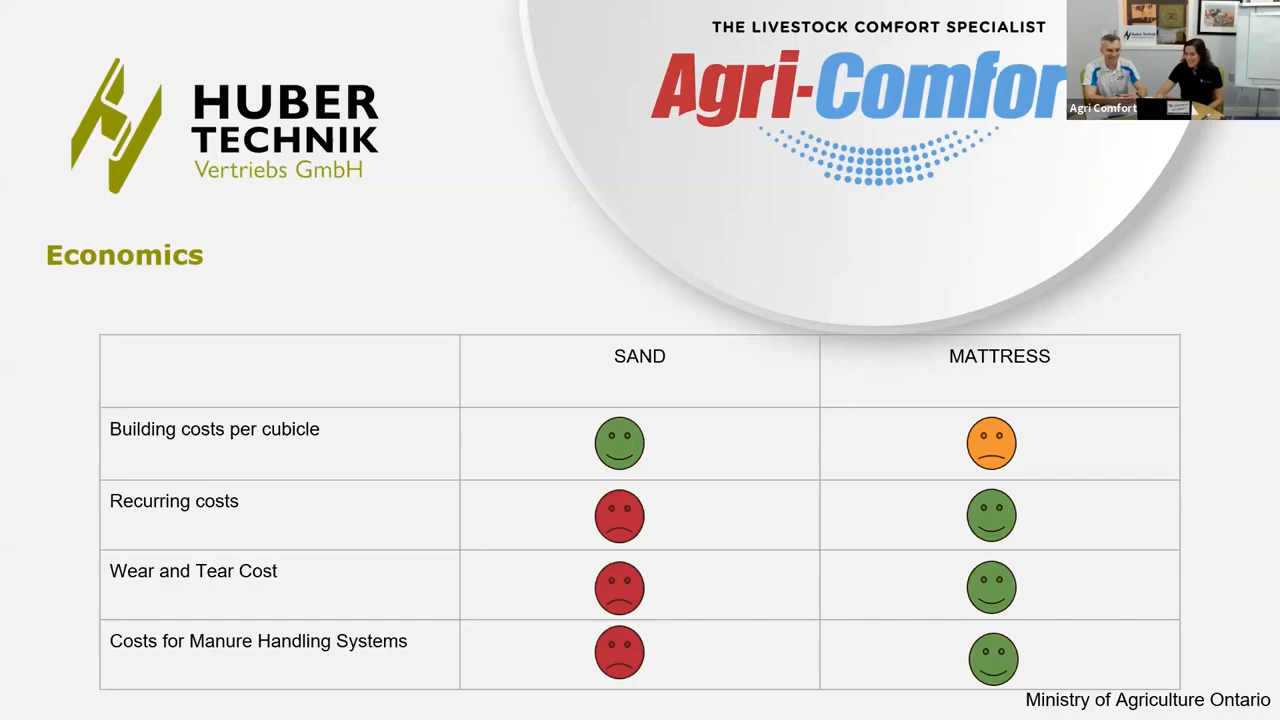 HUBER
TECHNIK
Vertriebs GmbH
THE LIVESTOCK COMFORT SPECIALIST
Agri-Comfor
Agri Comfort
Economics
SAND MATTRESS
Building costs per cubicle
Recurring costs
Wear and Tear Cost
Costs for Manure Handling Systems
Ministry of Agriculture Ontario